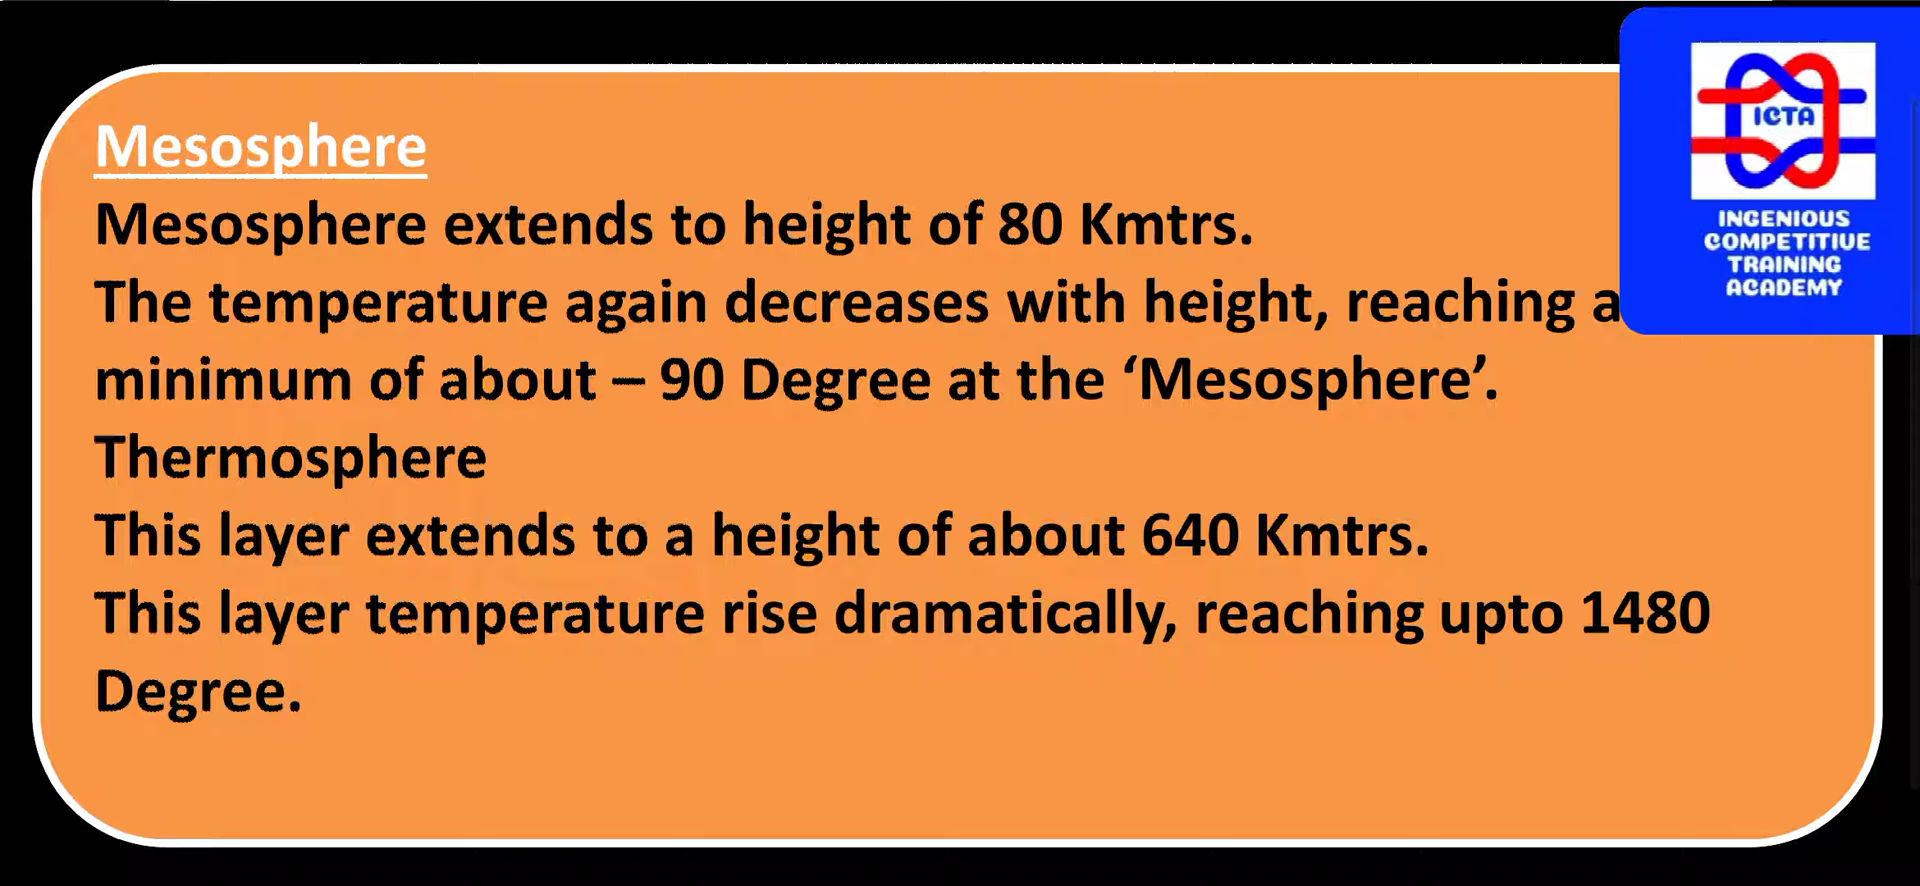 Mesosphere
Mesosphere extends to height of 80 Kmtrs.
The temperature again decreases with height, reaching a
minimum of about – 90 Degree at the ‘Mesosphere’.
Thermosphere
This layer extends to a height of about 640 Kmtrs.
This layer temperature rise dramatically, reaching upto 1480
Degree.
ICTA
INGENIOUS
COMPETITIVE
TRAINING
ACADEMY